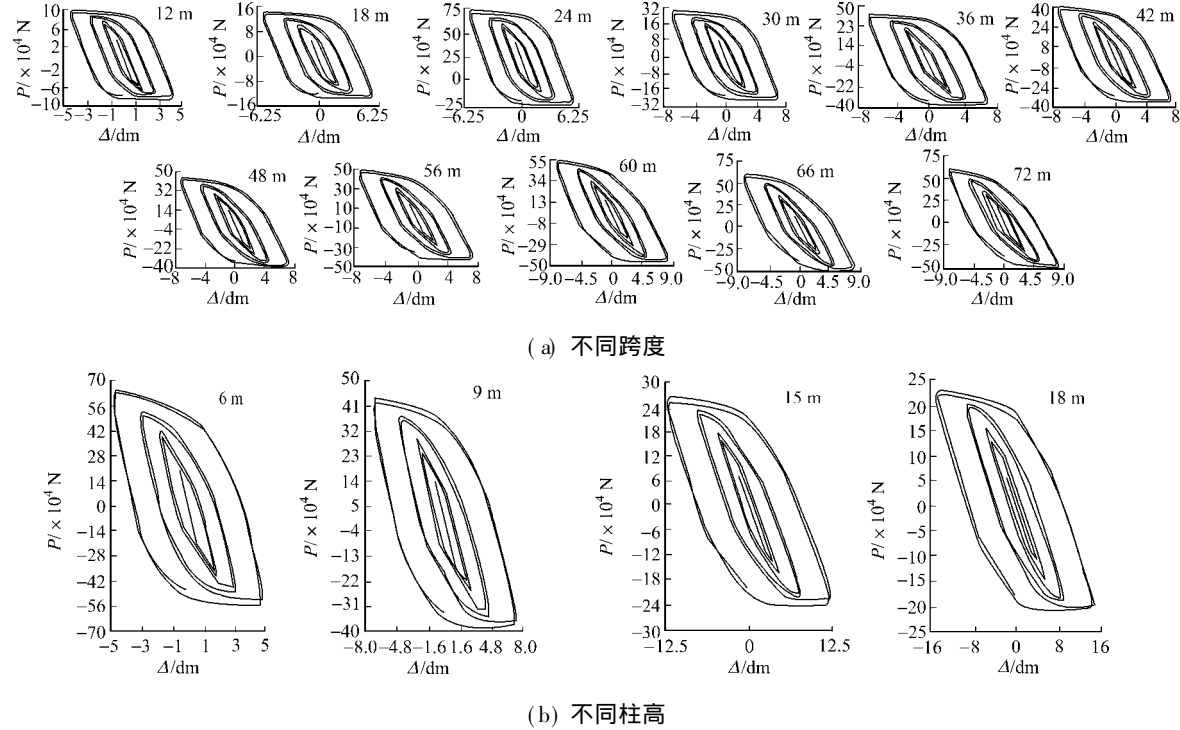 12 m
P/ × 10⁴ N
10 7 2 −2 −6 −10
−5 −3 −1 1 3 5
Δ/dm
18 m
P/ × 10⁴ N
16 8 0 −8 −16
−6.25 0 6.25
Δ/dm
24 m
P/ × 10⁴ N
75 50 25 0 −25
−6.25 0 6.25
Δ/dm
30 m
P/ × 10⁴ N
32 16 8 0 −8 −16 −32
−8 −4 0 4 8
Δ/dm
36 m
P/ × 10⁴ N
50 32 14 −4 −22 −40
−8 −4 0 4 8
Δ/dm
42 m
P/ × 10⁴ N
40 24 8 −8 −24 −40
−8 −4 0 4 8
Δ/dm
48 m
P/ × 10⁴ N
50 32 14 −4 −22 −40
−8 −4 0 4 8
Δ/dm
56 m
P/ × 10⁴ N
50 30 10 −10 −30 −50
−8 −4 0 4 8
Δ/dm
60 m
P/ × 10⁴ N
55 34 13 −8 −29 −50
−9.0 −4.5 0 4.5 9.0
Δ/dm
66 m
P/ × 10⁴ N
75 50 25 0 −25 −50
−9.0 −4.5 0 4.5 9.0
Δ/dm
72 m
P/ × 10⁴ N
75 50 25 0 −25 −50
−9.0 −4.5 0 4.5 9.0
Δ/dm
(a) 不同跨度
6 m
P/ × 10⁴ N
70 56 42 28 14 0 −14 −28 −42 −56 −70
−5 −3 −1 1 3 5
Δ/dm
9 m
P/ × 10⁴ N
50 41 32 29 14 5 −4 −13 −22 −31 −40
−8.0 −4.8 −1.6 1.6 4.8 8.0
Δ/dm
15 m
P/ × 10⁴ N
30 24 18 12 6 0 −6 −12 −18 −24 −30
−12.5 0 12.5
Δ/dm
18 m
P/ × 10⁴ N
25 20 15 10 5 0 −5 −10 −15 −20 −25
−16 −8 0 8 16
Δ/dm
(b) 不同柱高